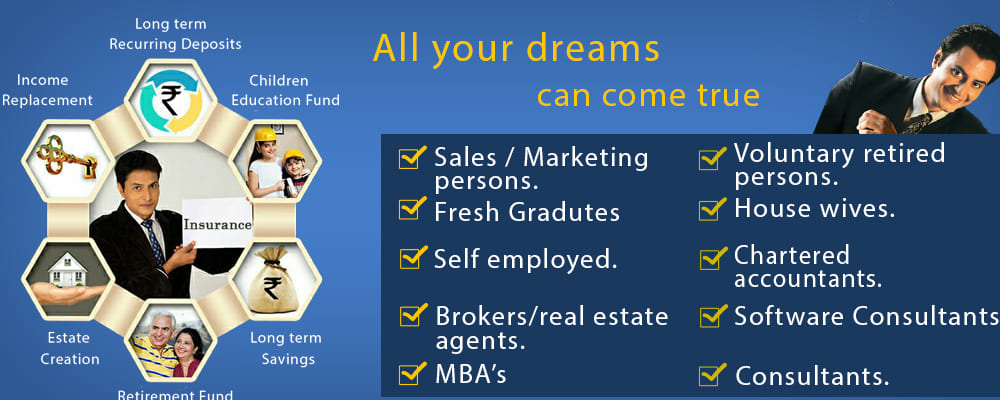 Long term
Recurring Deposits
Income
Replacement
Children
Education Fund
Insurance
Estate
Creation
Long term
Savings
Retirement Fund
All your dreams
can come true
Sales / Marketing
persons.
Fresh Gradutes
Self employed.
Brokers/real estate
agents.
MBA’s
Voluntary retired
persons.
House wives.
Chartered
accountants.
Software Consultants
Consultants.